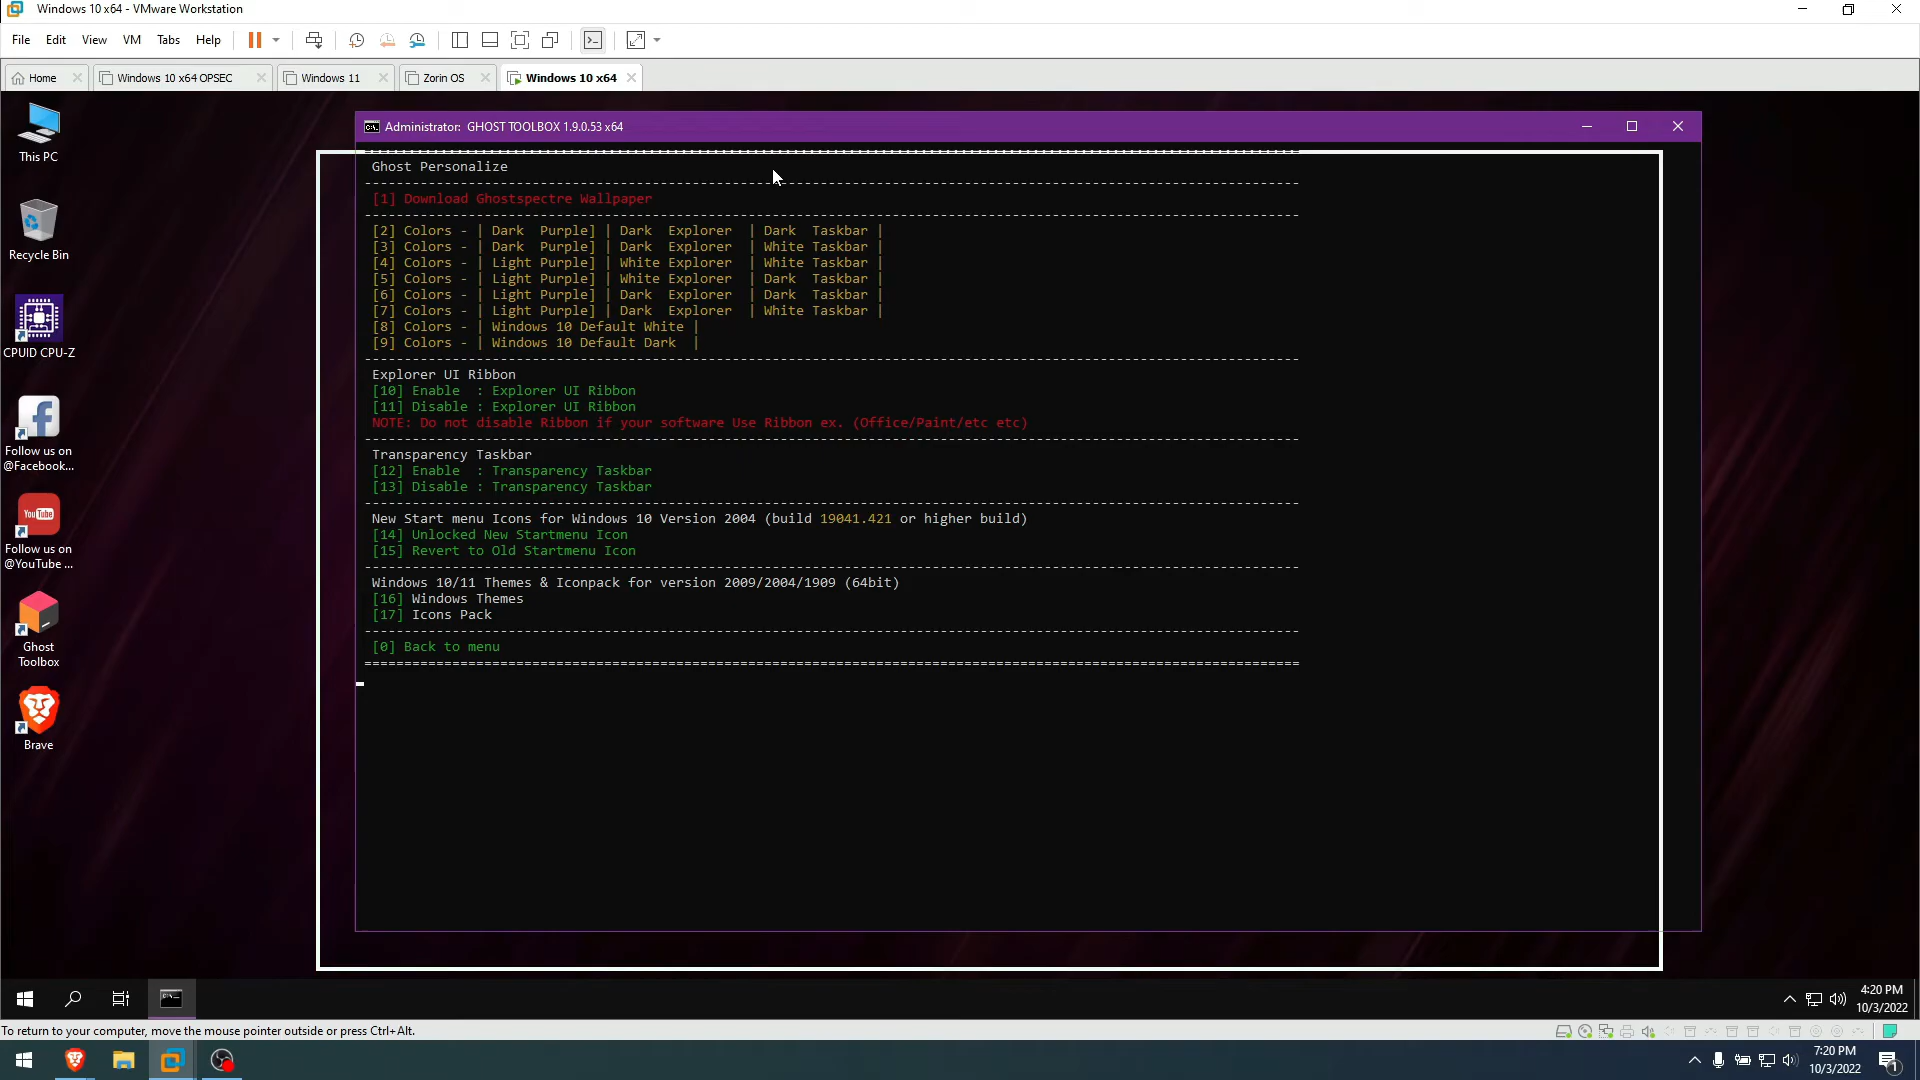 Windows 10 x64 - VMware Workstation
File Edit View VM Tabs Help
Home Windows 10 x64 OPSEC Windows 11 Zorin OS Windows 10 x64
This PC
Recycle Bin
CPUID CPU-Z
Follow us on
@Facebook...
YouTube
Follow us on
@YouTube ...
Ghost
Toolbox
Brave
Administrator: GHOST TOOLBOX 1.9.0.53 x64
Ghost Personalize
[1] Download Ghostspectre Wallpaper
[2] Colors - | Dark Purple] | Dark Explorer | Dark Taskbar |
[3] Colors - | Dark Purple] | Dark Explorer | White Taskbar |
[4] Colors - | Light Purple] | White Explorer | White Taskbar |
[5] Colors - | Light Purple] | White Explorer | Dark Taskbar |
[6] Colors - | Light Purple] | Dark Explorer | Dark Taskbar |
[7] Colors - | Light Purple] | Dark Explorer | White Taskbar |
[8] Colors - | Windows 10 Default White |
[9] Colors - | Windows 10 Default Dark |
Explorer UI Ribbon
[10] Enable : Explorer UI Ribbon
[11] Disable : Explorer UI Ribbon
NOTE: Do not disable Ribbon if your software Use Ribbon ex. (Office/Paint/etc etc)
Transparency Taskbar
[12] Enable : Transparency Taskbar
[13] Disable : Transparency Taskbar
New Start menu Icons for Windows 10 Version 2004 (build 19041.421 or higher build)
[14] Unlocked New Startmenu Icon
[15] Revert to Old Startmenu Icon
Windows 10/11 Themes & Iconpack for version 2009/2004/1909 (64bit)
[16] Windows Themes
[17] Icons Pack
[0] Back to menu
4:20 PM
10/3/2022
To return to your computer, move the mouse pointer outside or press Ctrl+Alt.
7:20 PM
10/3/2022
1